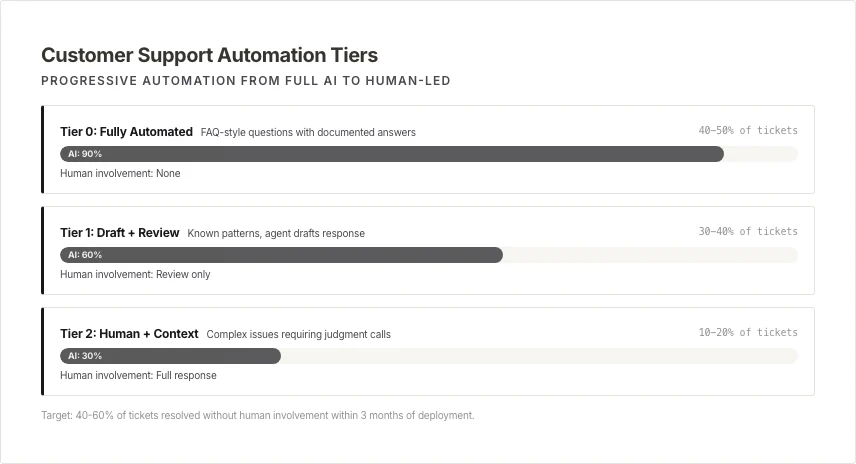 Customer Support Automation Tiers
PROGRESSIVE AUTOMATION FROM FULL AI TO HUMAN-LED
Tier 0: Fully Automated FAQ-style questions with documented answers 40–50% of tickets
AI: 90%
Human involvement: None
Tier 1: Draft + Review Known patterns, agent drafts response 30–40% of tickets
AI: 60%
Human involvement: Review only
Tier 2: Human + Context Complex issues requiring judgment calls 10–20% of tickets
AI: 30%
Human involvement: Full response
Target: 40-60% of tickets resolved without human involvement within 3 months of deployment.